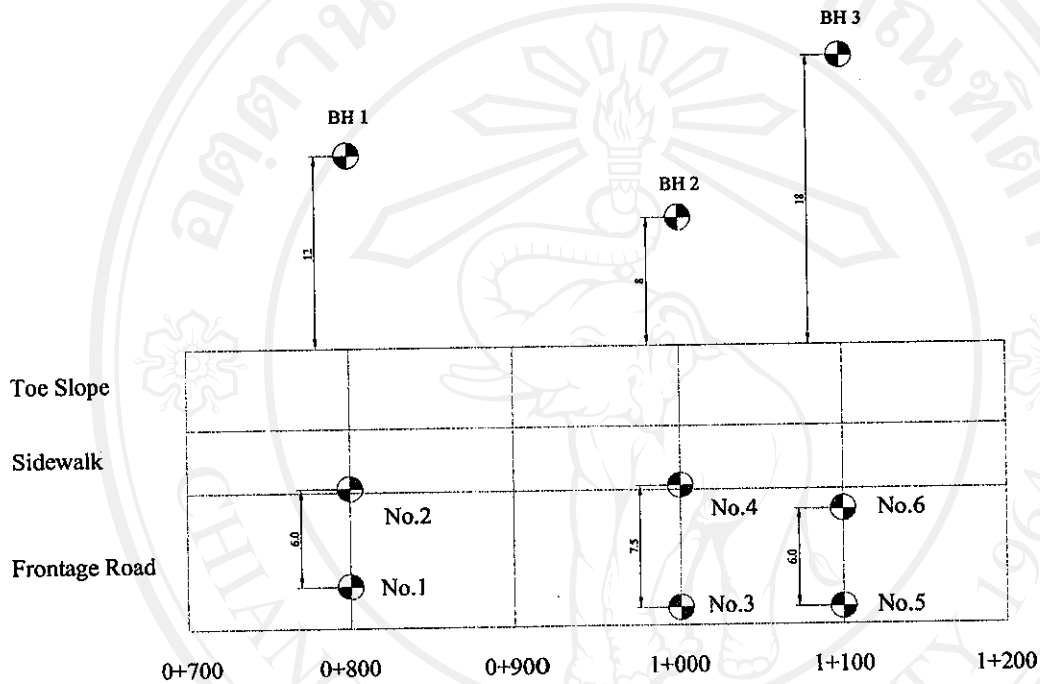 BH 3
BH 1
BH 2
12
8
18
Toe Slope
Sidewalk
Frontage Road
No.2
No.4
No.6
6.0
7.5
6.0
No.1
No.3
No.5
0+700 0+800 0+900 1+000 1+100 1+200